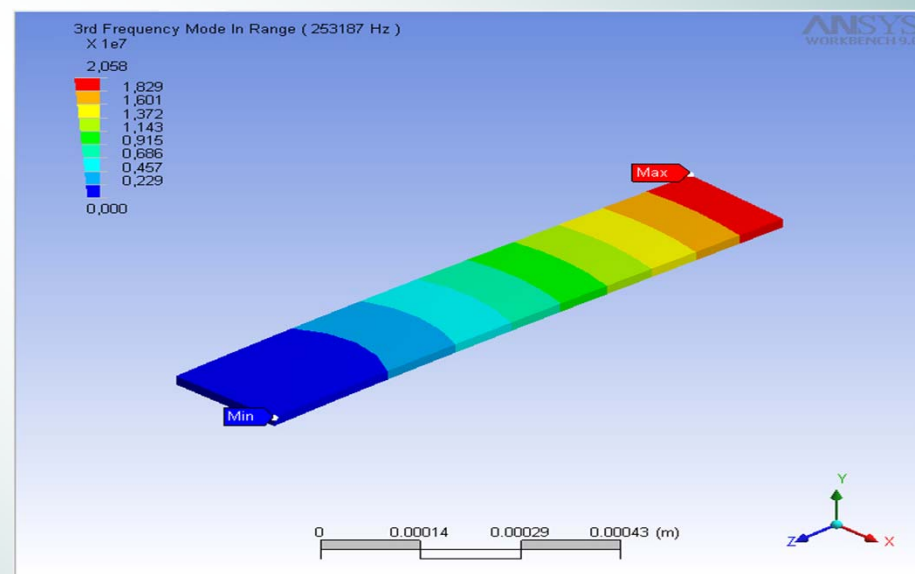 3rd Frequency Mode In Range ( 253187 Hz )
X 1e7
2,058
1,829
1,601
1,372
1,143
0,915
0,686
0,457
0,229
0,000
ANSYS
Max
Min
0 0.00014 0.00029 0.00043 (m)
Y
Z X